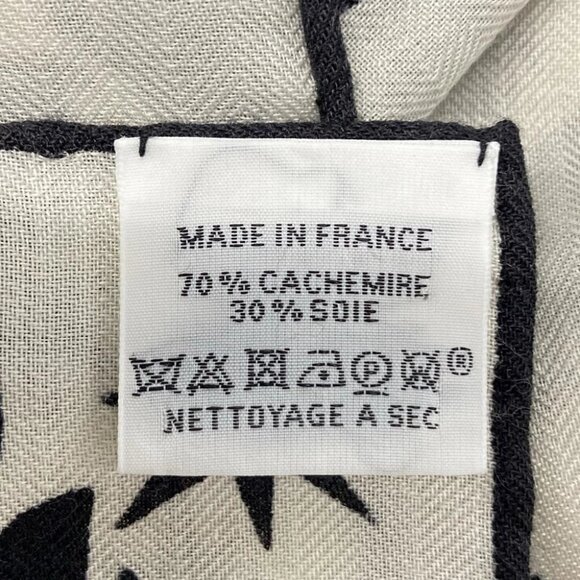 MADE IN FRANCE
70% CACHEMIRE
30% SOIE
P W ®
NETTOYAGE A SEC